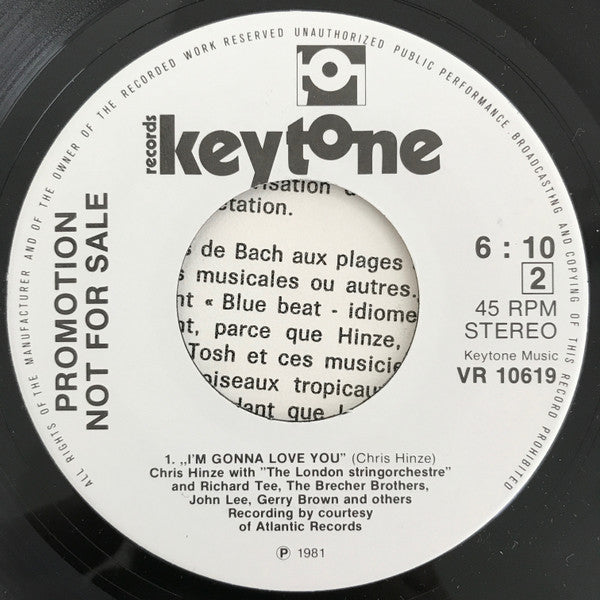 ALL RIGHTS OF THE MANUFACTURER AND OF THE OWNER OF THE RECORDED WORK RESERVED UNAUTHORIZED PUBLIC PERFORMANCE, BROADCASTING AND COPYING OF THIS RECORD PROHIBITED
records
keytone
PROMOTION
NOT FOR SALE
6 : 10
2
45 RPM
STEREO
Keytone Music
VR 10619
tation.
de Bach aux plages
musicales ou autres.
« Blue beat - idiome
parce que Hinze,
Tosh et ces
oiseaux
que
1. „I'M GONNA LOVE YOU" (Chris Hinze)
Chris Hinze with "The London stringorchestre"
and Richard Tee, The Brecher Brothers,
John Lee, Gerry Brown and others
Recording by courtesy
of Atlantic Records
℗ 1981